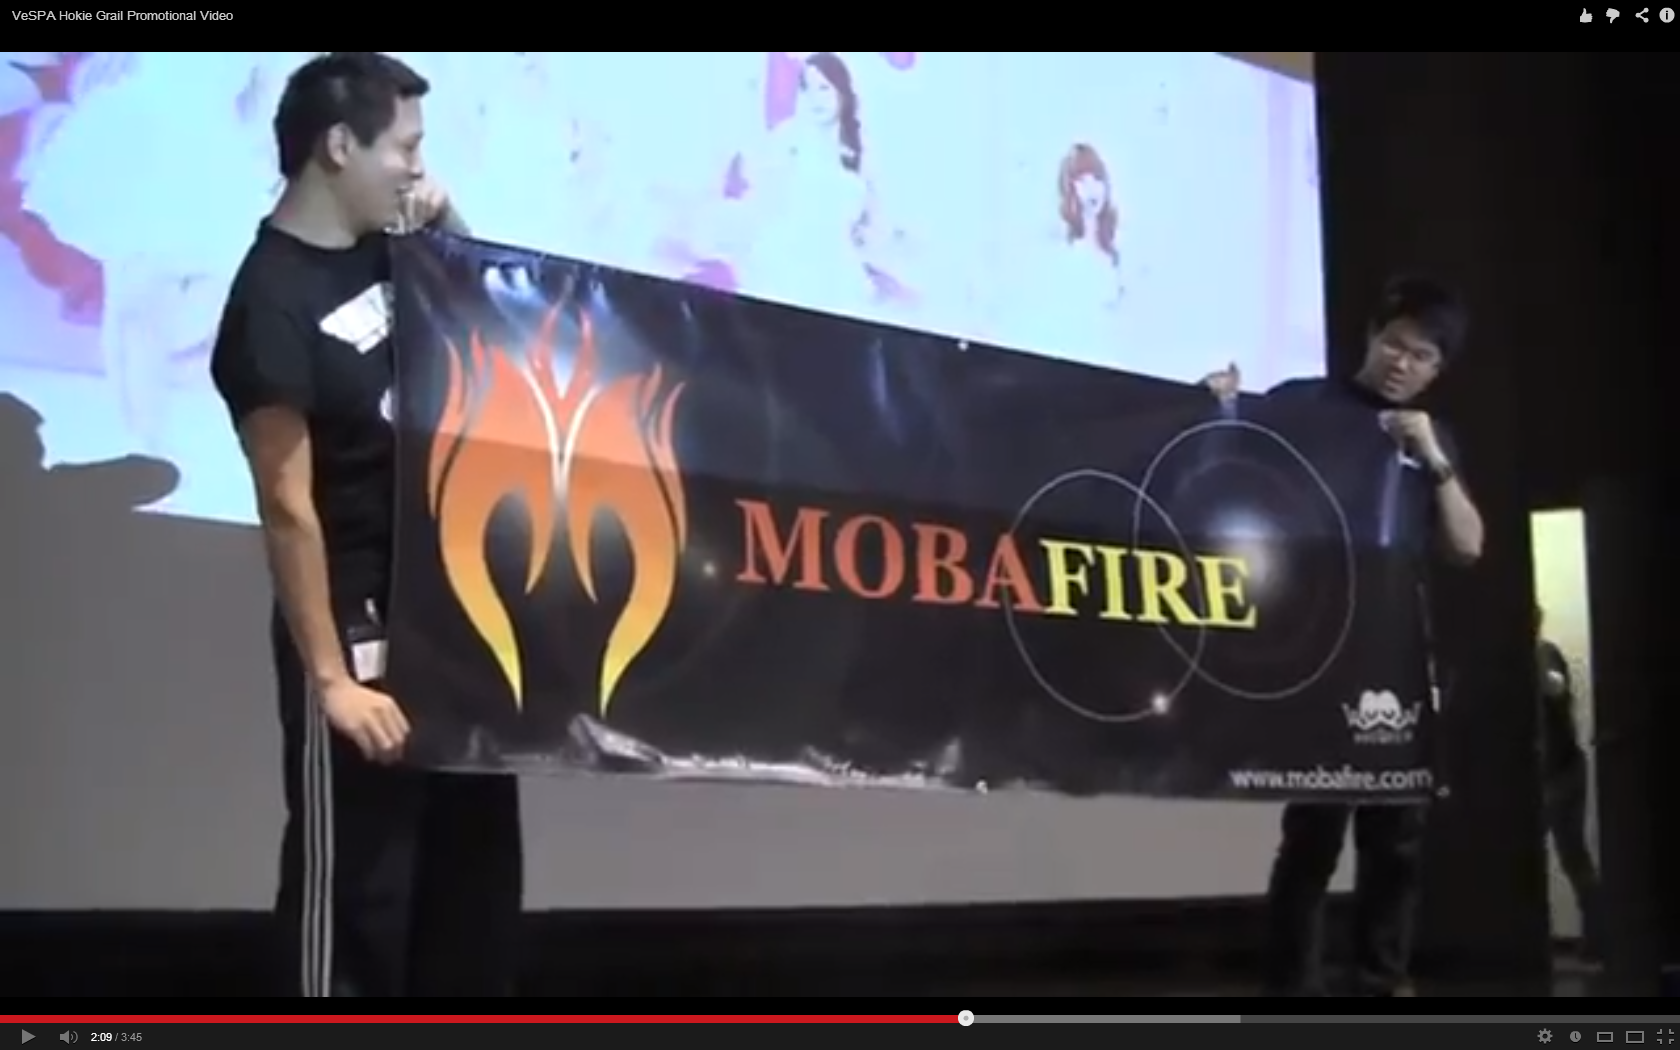 VeSPA Hokie Grail Promotional Video
MOBAFIRE
www.mobafire.com
2:09 / 3:45